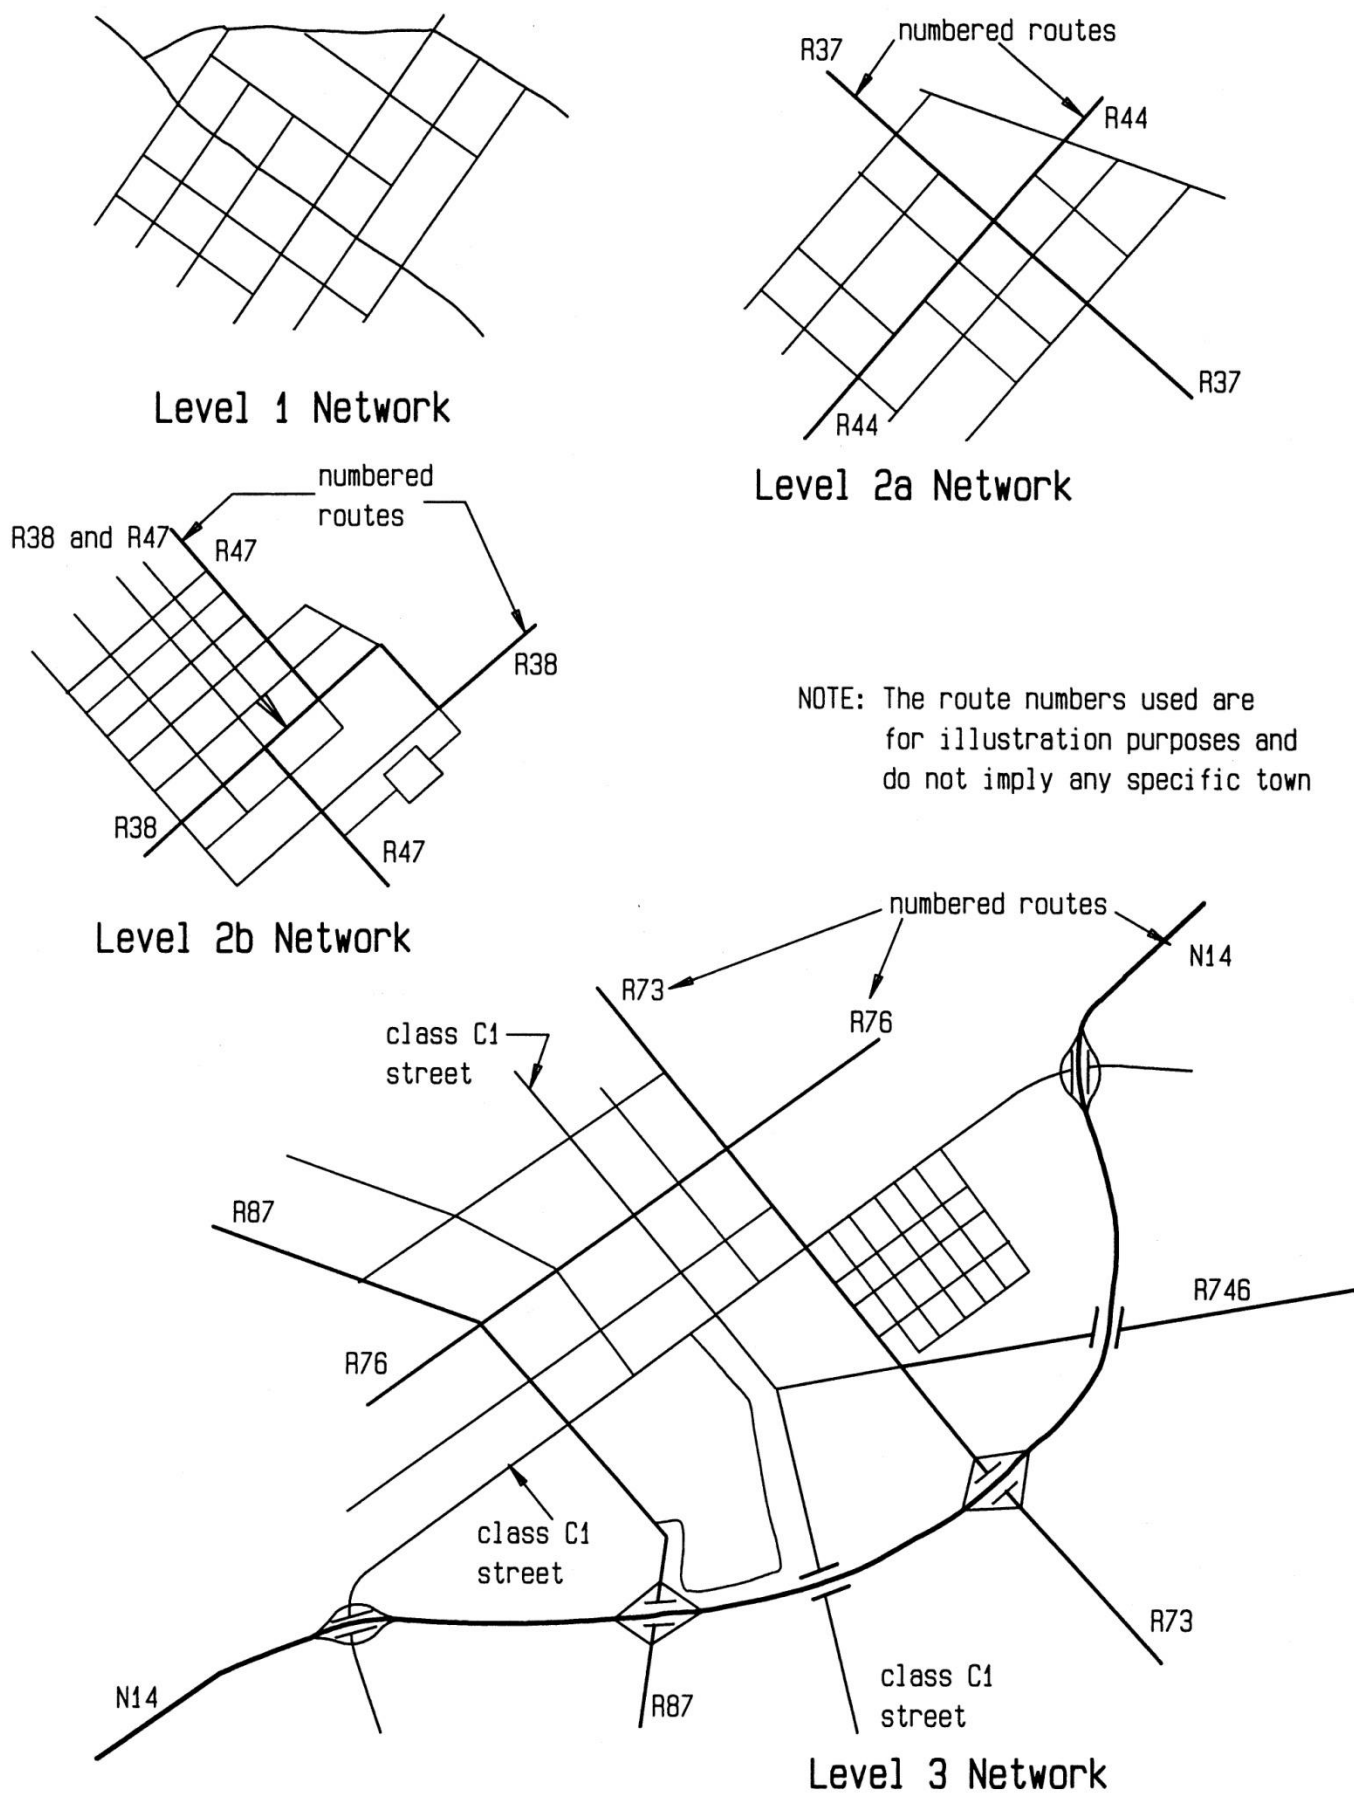 numbered routes
R37
R44
R37
R44
Level 1 Network
Level 2a Network
numbered
routes
R38 and R47
R47
R38
R38
R47
Level 2b Network
NOTE: The route numbers used are
for illustration purposes and
do not imply any specific town
numbered routes
N14
R73
R76
class C1
street
R87
R746
R76
class C1
street
R73
class C1
street
N14
R87
Level 3 Network